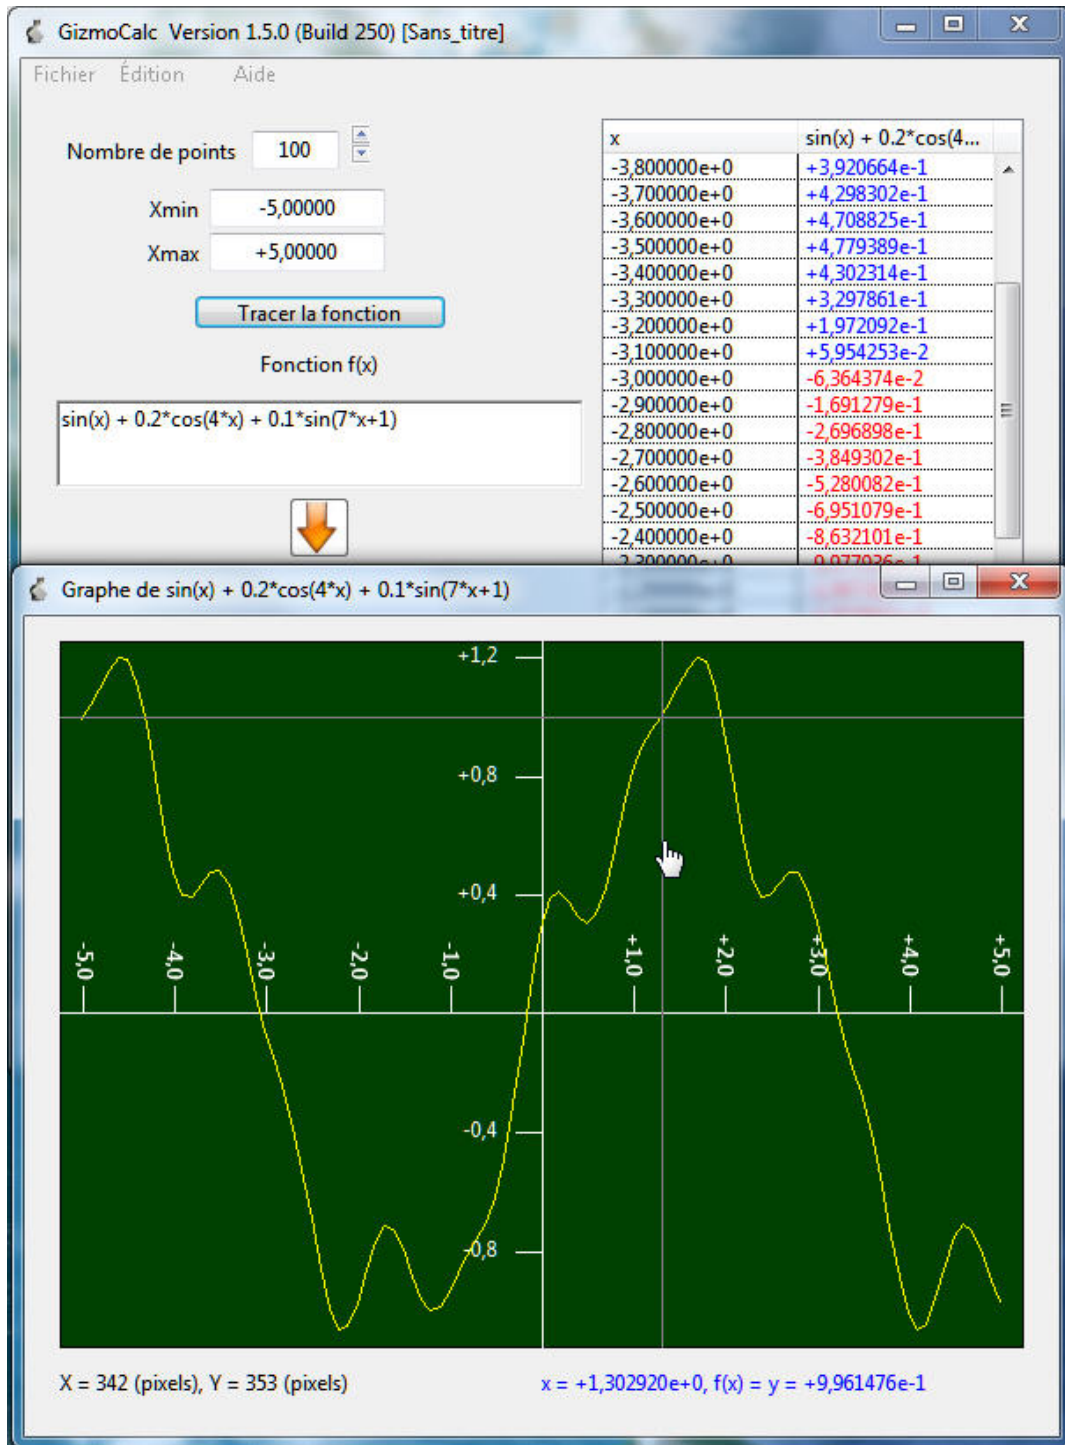 GizmoCalc Version 1.5.0 (Build 250) [Sans_titre]
Fichier Édition Aide
Nombre de points 100
Xmin -5,00000
Xmax +5,00000
Tracer la fonction
Fonction f(x)
sin(x) + 0.2*cos(4*x) + 0.1*sin(7*x+1)
x sin(x) + 0.2*cos(4...
-3,800000e+0 +3,920664e-1
-3,700000e+0 +4,298302e-1
-3,600000e+0 +4,708825e-1
-3,500000e+0 +4,779389e-1
-3,400000e+0 +4,302314e-1
-3,300000e+0 +3,297861e-1
-3,200000e+0 +1,972092e-1
-3,100000e+0 +5,954253e-2
-3,000000e+0 -6,364374e-2
-2,900000e+0 -1,691279e-1
-2,800000e+0 -2,696898e-1
-2,700000e+0 -3,849302e-1
-2,600000e+0 -5,280082e-1
-2,500000e+0 -6,951079e-1
-2,400000e+0 -8,632101e-1
Graphe de sin(x) + 0.2*cos(4*x) + 0.1*sin(7*x+1)
+1,2
+0,8
+0,4
-5,0 -4,0 -3,0 -2,0 -1,0 +1,0 +2,0 +3,0 +4,0 +5,0
-0,4
-0,8
X = 342 (pixels), Y = 353 (pixels)
x = +1,302920e+0, f(x) = y = +9,961476e-1